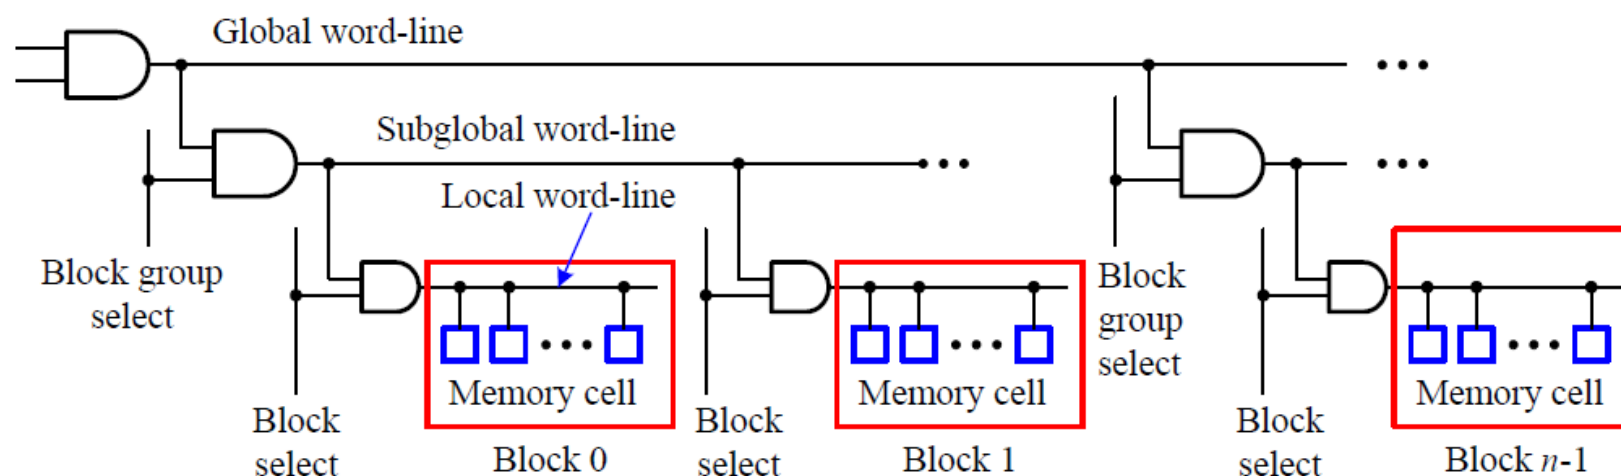 Global word-line
Subglobal word-line
Local word-line
Block group
select
Block
group
select
Memory cell
Memory cell
Memory cell
Block
select
Block 0
Block
select
Block 1
Block
select
Block n-1